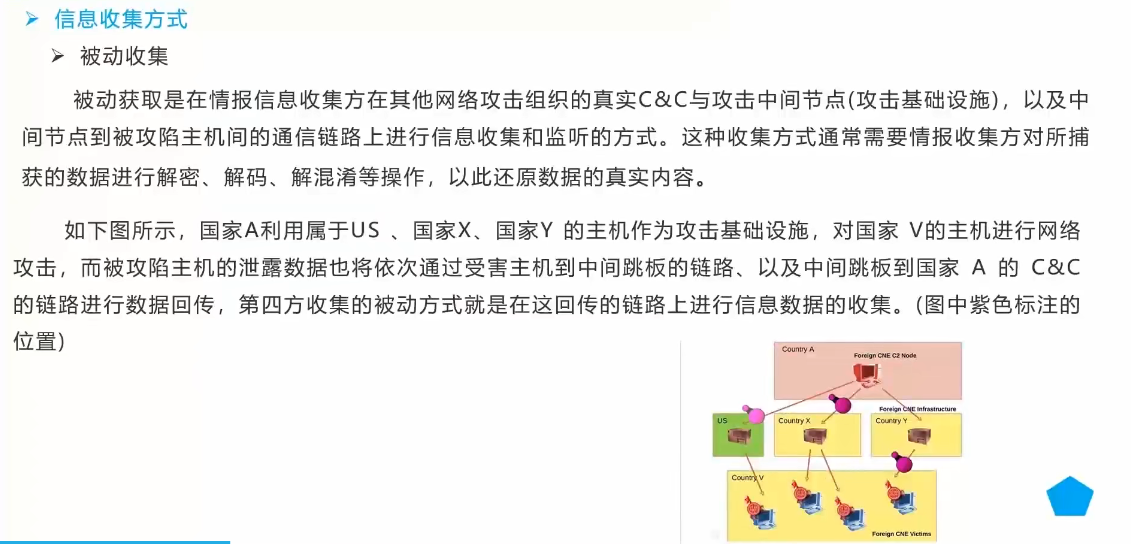 信息收集方式
被动收集
被动获取是在情报信息收集方在其他网络攻击组织的真实C&C与攻击中间节点(攻击基础设施)，以及中
间节点到被攻陷主机间的通信链路上进行信息收集和监听的方式。这种收集方式通常需要情报收集方对所捕
获的数据进行解密、解码、解混淆等操作，以此还原数据的真实内容。
如下图所示，国家A利用属于US 、国家X、国家Y 的主机作为攻击基础设施，对国家 V的主机进行网络
攻击，而被攻陷主机的泄露数据也将依次通过受害主机到中间跳板的链路、以及中间跳板到国家 A 的 C&C
的链路进行数据回传，第四方收集的被动方式就是在这回传的链路上进行信息数据的收集。(图中紫色标注的
位置)
Country A
Foreign CNE C2 Node
Foreign CNE Infrastructure
US
Country X
Country Y
Country V
Foreign CNE Victims